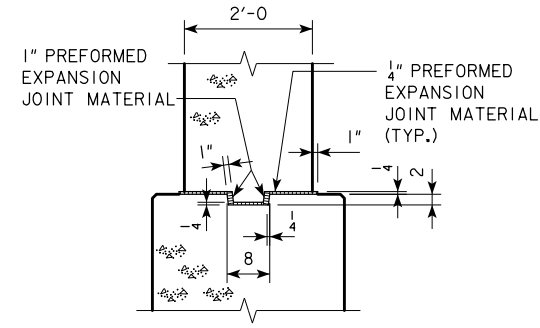 2'-0
1" PREFORMED
EXPANSION
JOINT MATERIAL
1/4" PREFORMED
EXPANSION
JOINT MATERIAL
(TYP.)
1"
1"
1/4
2
1/4
1/4
8